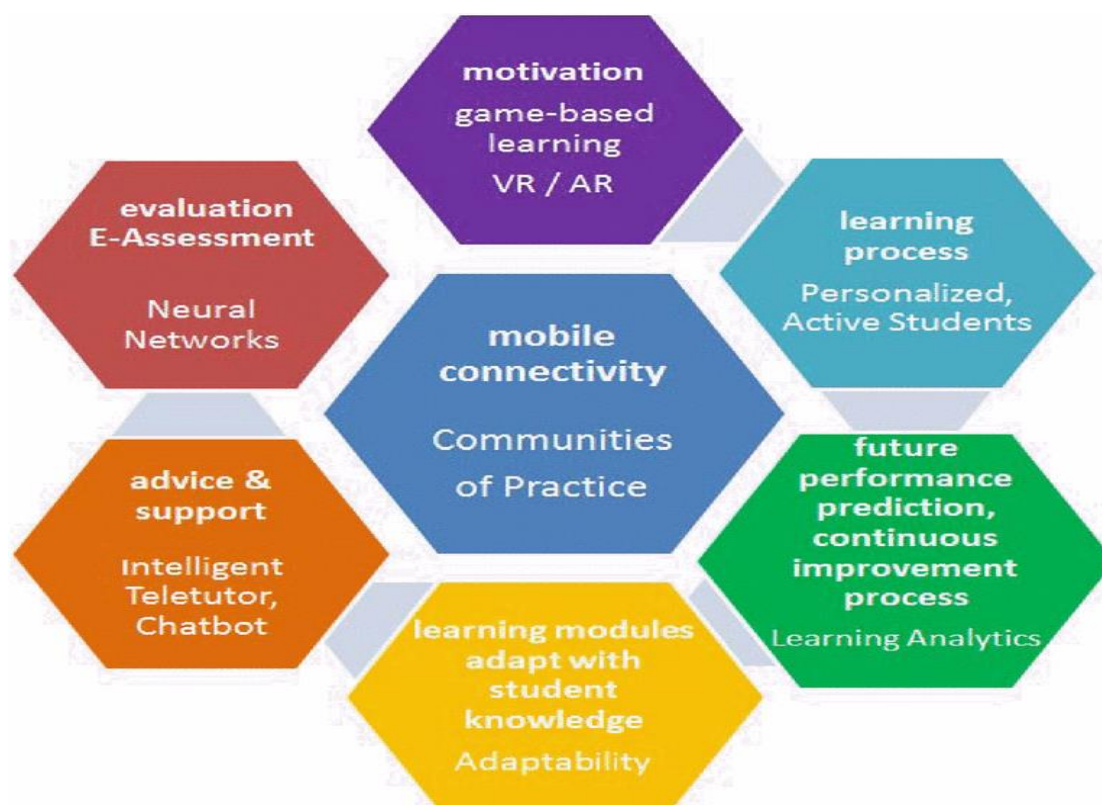 motivation
game-based
learning
VR / AR
learning
process
Personalized,
Active Students
future
performance
prediction,
continuous
improvement
process
Learning Analytics
learning modules
adapt with
student
knowledge
Adaptability
advice &
support
Intelligent
Teletutor,
Chatbot
evaluation
E-Assessment
Neural
Networks
mobile
connectivity
Communities
of Practice